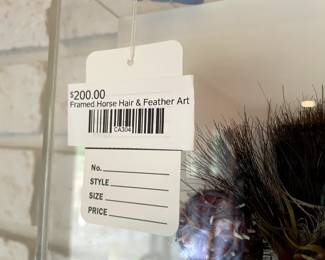 $200.00
Framed Horse Hair & Feather Art
CA304
No.
STYLE
SIZE
PRICE